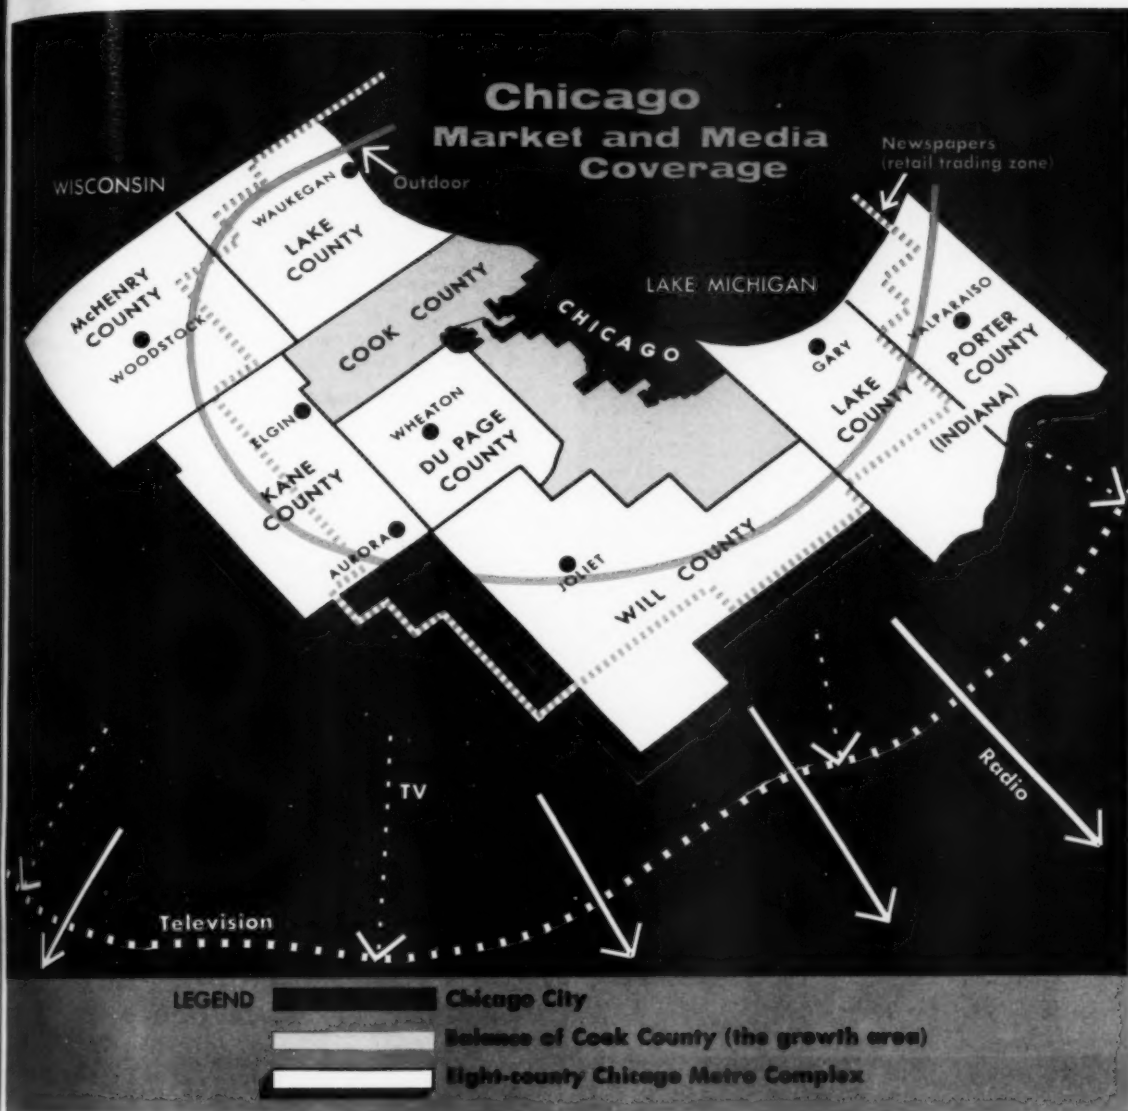 Chicago
Market and Media
Coverage
Newspapers
(retail trading zone)
WISCONSIN
Outdoor
WAUKEGAN
LAKE
COUNTY
McHENRY
COUNTY
WOODSTOCK
COOK COUNTY
LAKE MICHIGAN
CHICAGO
VALPARAISO
PORTER
COUNTY
(INDIANA)
GARY
LAKE
COUNTY
WHEATON
DU PAGE
COUNTY
ELGIN
KANE
COUNTY
AURORA
JOLIET
WILL COUNTY
TV
Radio
Television
LEGEND
Chicago City
Balance of Cook County (the growth area)
Eight-county Chicago Metro Complex